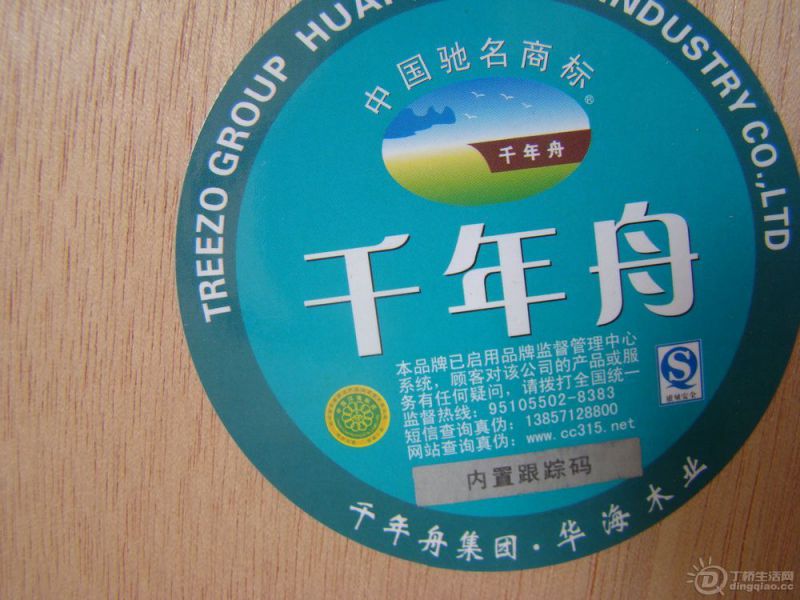 TREEZO GROUP HUA INDUSTRY CO.,LTD
中国驰名商标
®
千年舟
千年舟
本品牌已启用品牌监督管理中心
系统，顾客对该公司的产品或服
务有任何疑问，请拨打全国统一
监督热线：95105502-8383
短信查询真伪：13857128800
网站查询真伪：www.cc315.net
内置跟踪码
千年舟集团·华海木业
丁桥生活网
dingqiao.cc